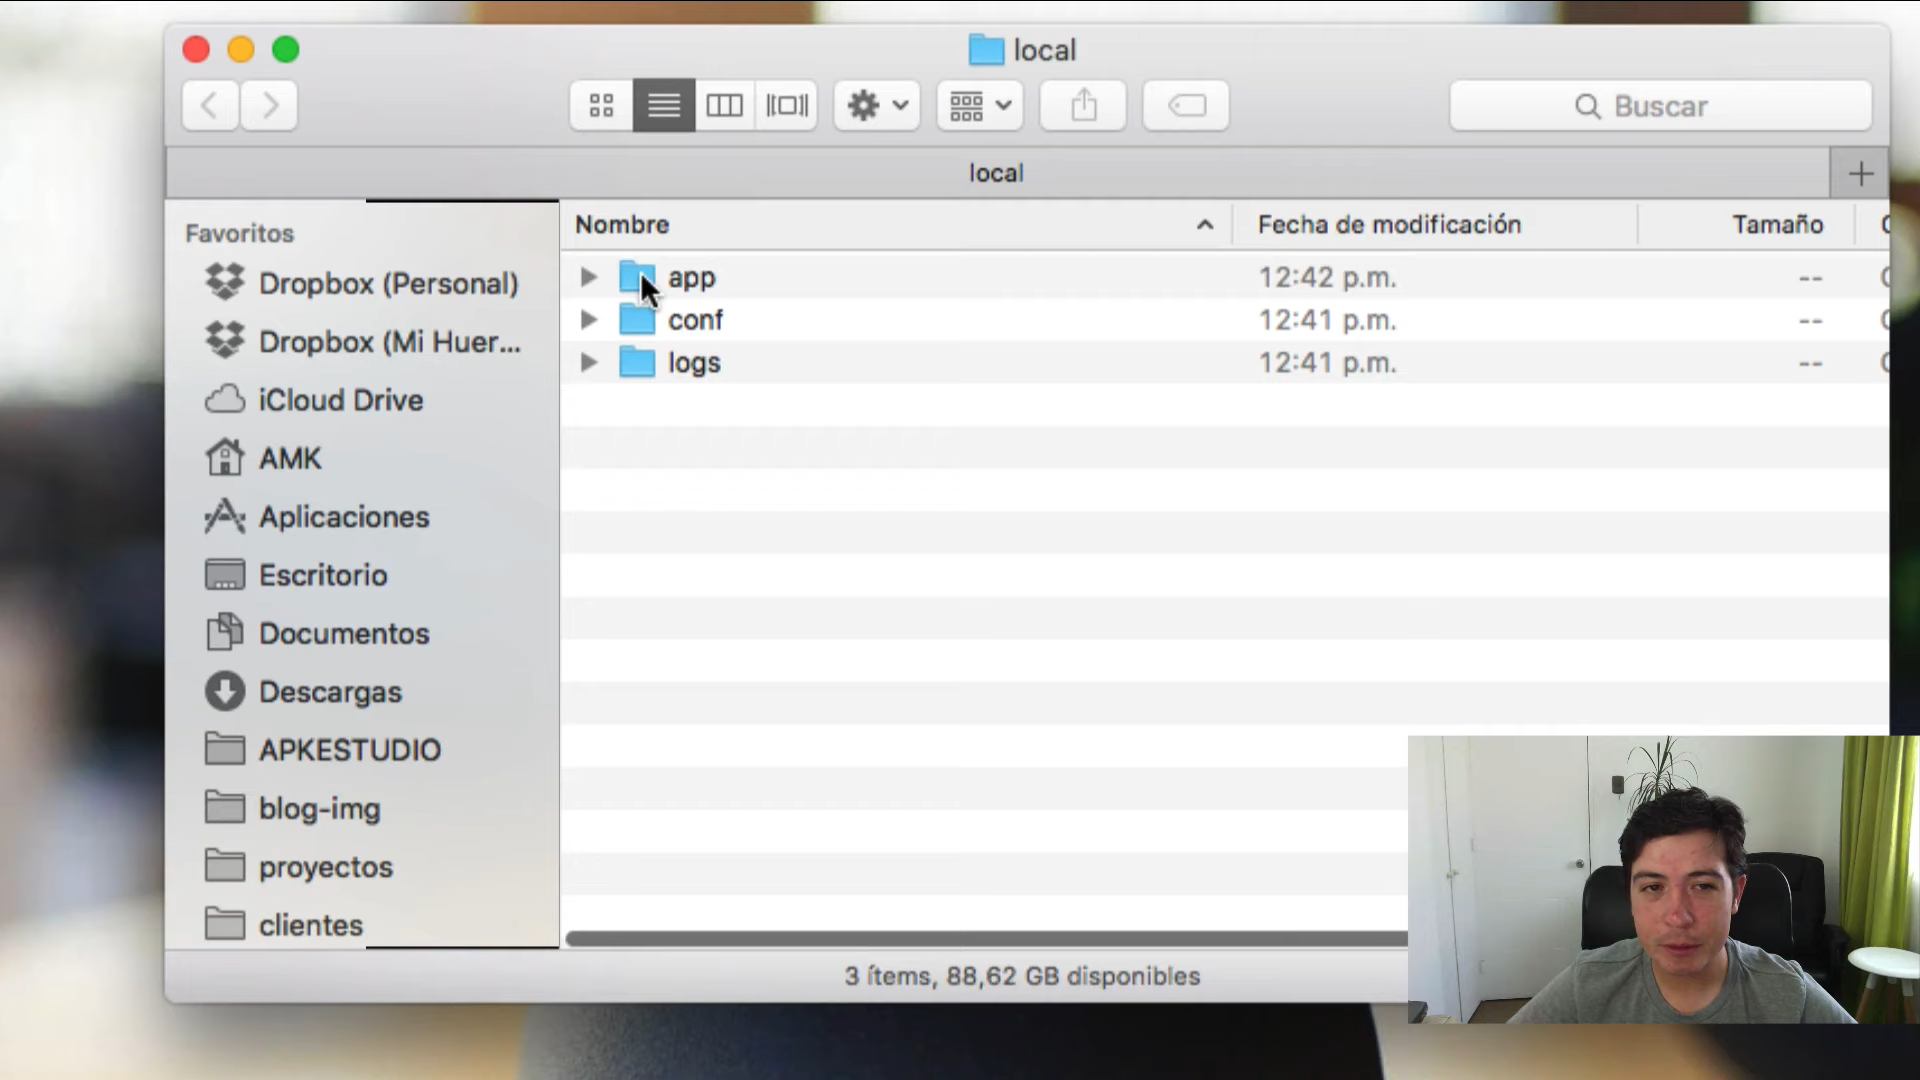 local
Buscar
local
Favoritos
Dropbox (Personal)
Dropbox (Mi Huer...
iCloud Drive
AMK
Aplicaciones
Escritorio
Documentos
Descargas
APKESTUDIO
blog-img
proyectos
clientes
Nombre Fecha de modificación Tamaño
app 12:42 p.m. --
conf 12:41 p.m. --
logs 12:41 p.m. --
3 ítems, 88,62 GB disponibles